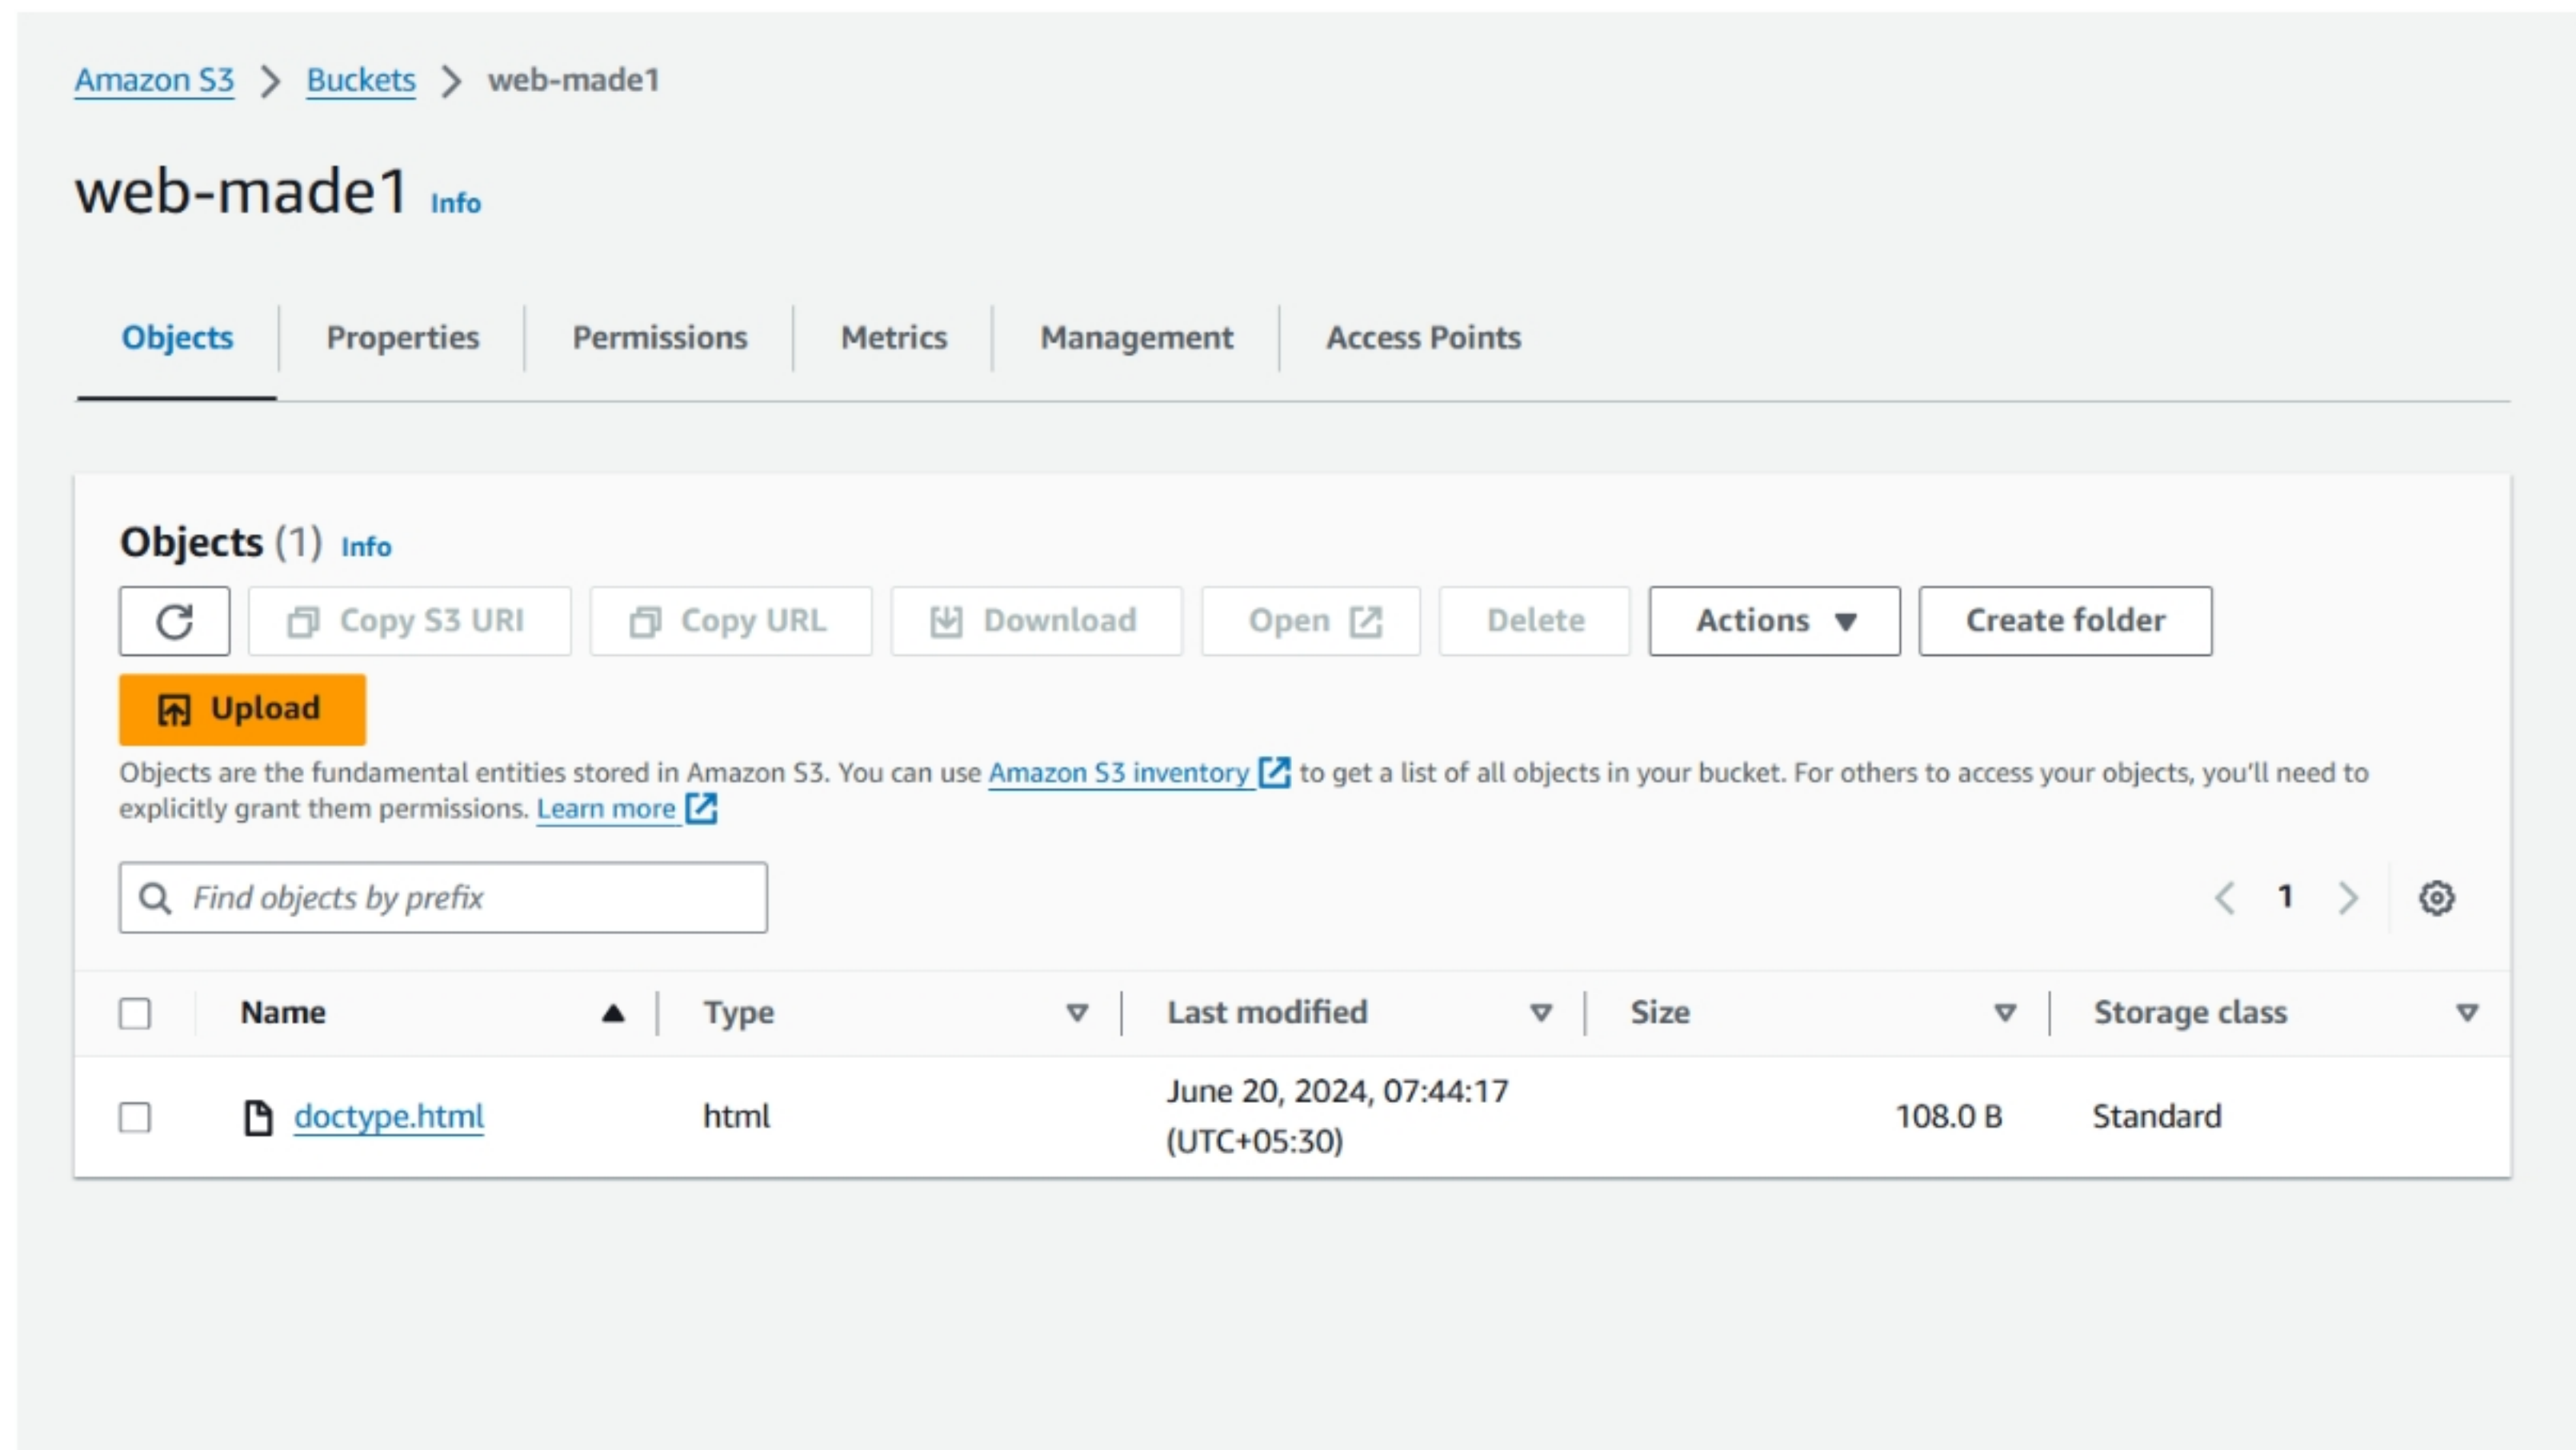 Amazon S3 > Buckets > web-made1
web-made1 Info
Objects Properties Permissions Metrics Management Access Points
Objects (1) Info
Copy S3 URI Copy URL Download Open Delete Actions Create folder
Upload
Objects are the fundamental entities stored in Amazon S3. You can use Amazon S3 inventory to get a list of all objects in your bucket. For others to access your objects, you'll need to
explicitly grant them permissions. Learn more
Find objects by prefix 1
Name Type Last modified Size Storage class
doctype.html html June 20, 2024, 07:44:17 108.0 B Standard
(UTC+05:30)